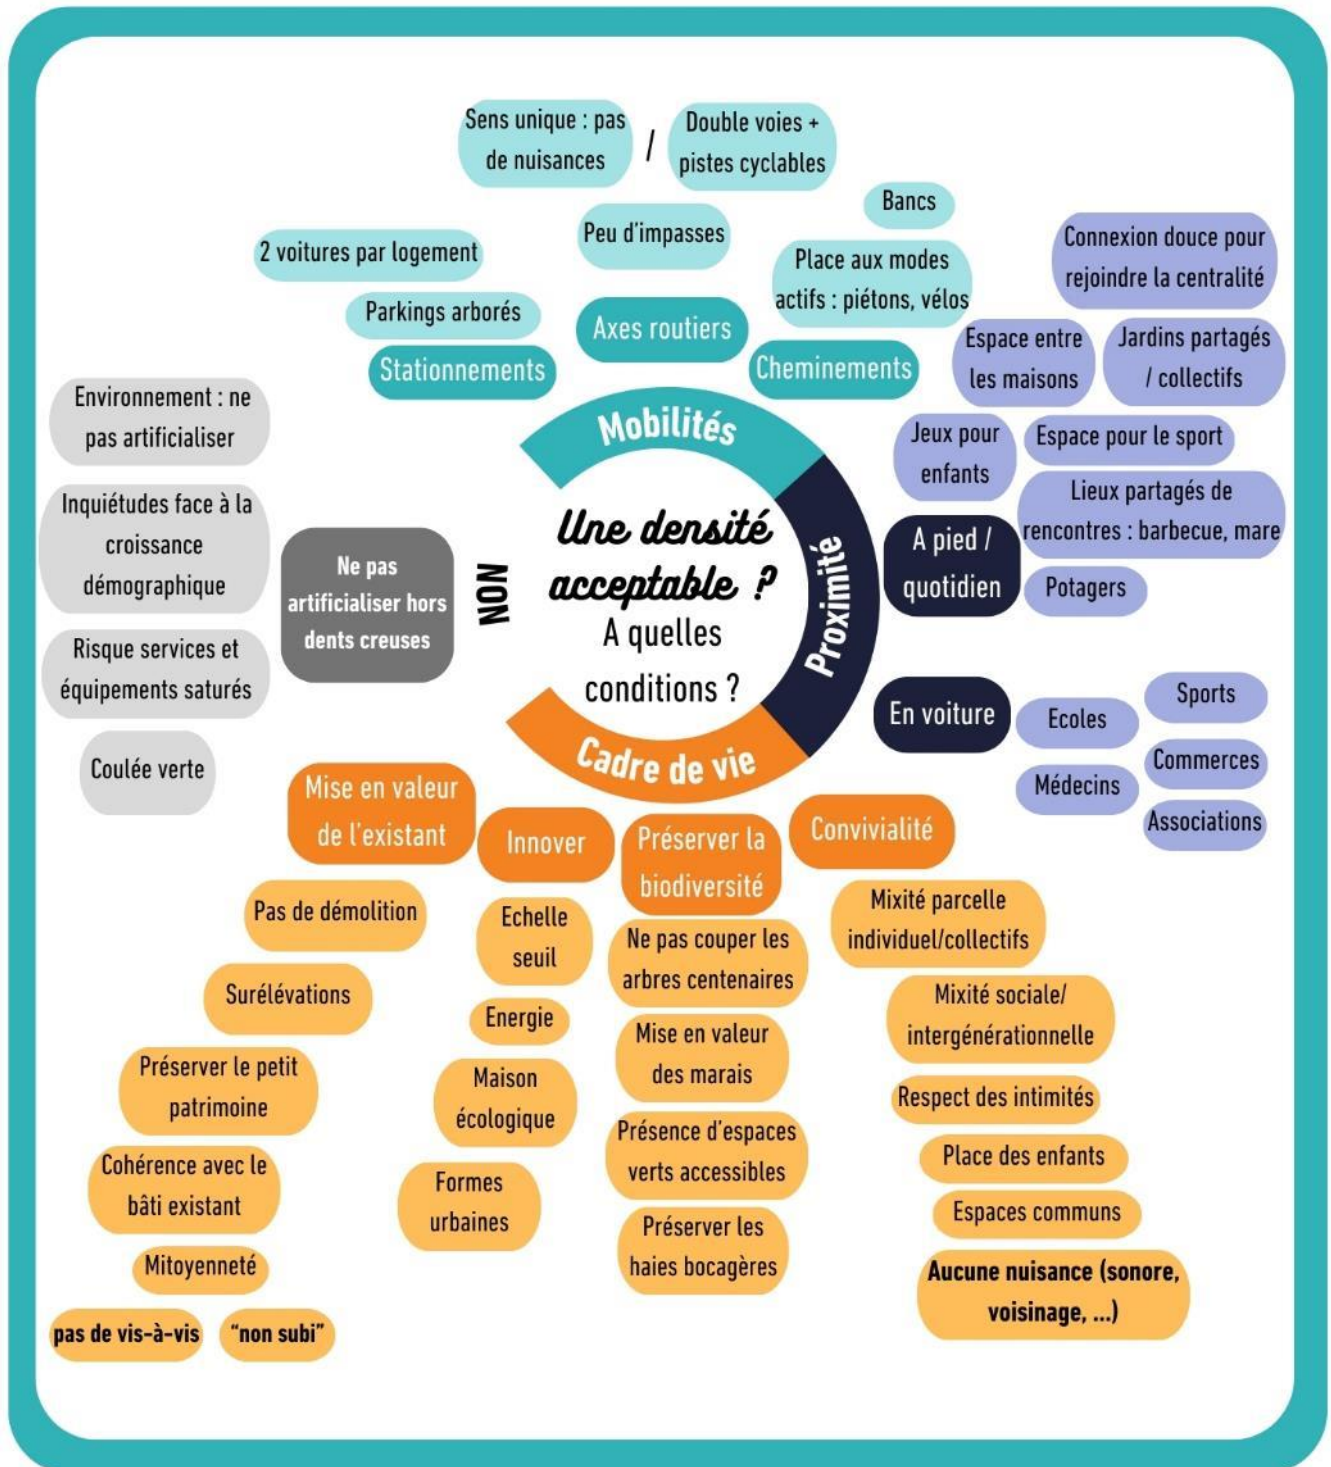 Sens unique : pas
de nuisances
/
Double voies +
pistes cyclables
Peu d'impasses
Axes routiers
2 voitures par logement
Parkings arborés
Stationnements
Bancs
Place aux modes
actifs : piétons, vélos
Cheminements
Mobilités
Une densité
acceptable ?
A quelles
conditions ?
Proximité
Connexion douce pour
rejoindre la centralité
Espace entre
les maisons
Jardins partagés
/ collectifs
Jeux pour
enfants
Espace pour le sport
Lieux partagés de
rencontres : barbecue, mare
A pied /
quotidien
Potagers
En voiture
Ecoles
Sports
Commerces
Médecins
Associations
NON
Ne pas
artificialiser hors
dents creuses
Environnement : ne
pas artificialiser
Inquiétudes face à la
croissance
démographique
Risque services et
équipements saturés
Coulée verte
Cadre de vie
Mise en valeur
de l'existant
Pas de démolition
Surélévations
Préserver le petit
patrimoine
Cohérence avec le
bâti existant
Mitoyenneté
pas de vis-à-vis
"non subi"
Innover
Echelle
seuil
Energie
Maison
écologique
Formes
urbaines
Préserver la
biodiversité
Ne pas couper les
arbres centenaires
Mise en valeur
des marais
Présence d'espaces
verts accessibles
Préserver les
haies bocagères
Convivialité
Mixité parcelle
individuel/collectifs
Mixité sociale/
intergénérationnelle
Respect des intimités
Place des enfants
Espaces communs
Aucune nuisance (sonore,
voisinage, ...)